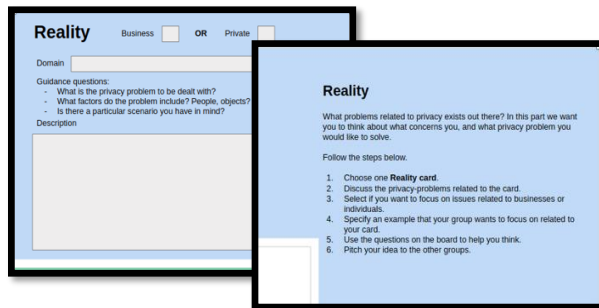 Reality Business OR Private
Domain
Guidance questions:
- What is the privacy problem to be dealt with?
- What factors do the problem include? People, objects?
- Is there a particular scenario you have in mind?
Description
Reality
What problems related to privacy exists out there? In this part we want
you to think about what concerns you, and what privacy problem you
would like to solve.
Follow the steps below.
1. Choose one Reality card.
2. Discuss the privacy-problems related to the card.
3. Select if you want to focus on issues related to businesses or
individuals.
4. Specify an example that your group wants to focus on related to
your card.
5. Use the questions on the board to help you think.
6. Pitch your idea to the other groups.